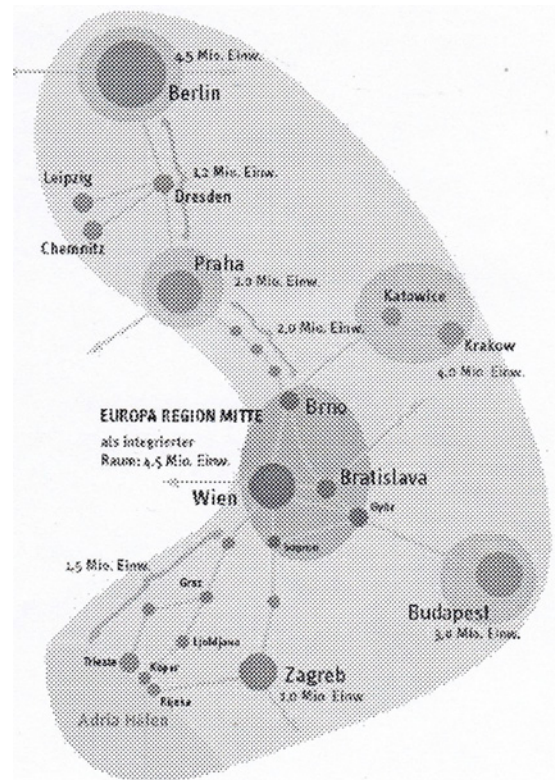 4,5 Mio. Einw.
Berlin
Leipzig
1,2 Mio. Einw.
Dresden
Chemnitz
Praha
2,0 Mio. Einw.
Katowice
2,0 Mio. Einw.
Krakow
4,0 Mio. Einw.
Brno
EUROPA REGION MITTE
als integrierter
Raum: 4,5 Mio. Einw.
Bratislava
Wien
Györ
Sopron
1,5 Mio. Einw.
Graz
Budapest
3,0 Mio. Einw.
Ljubljava
Trieste
Koper
Zagreb
Rijeka
1,0 Mio. Einw
Adria Häfen